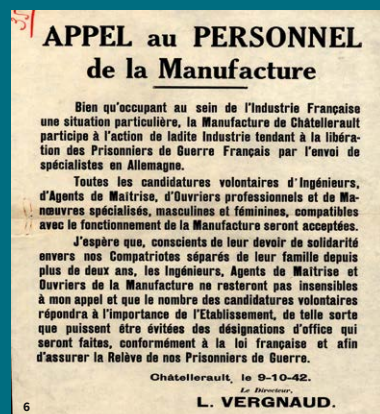 35
APPEL au PERSONNEL
de la Manufacture
Bien qu'occupant au sein de l'Industrie Française
une situation particulière, la Manufacture de Châtellerault
participe à l'action de ladite Industrie tendant à la libéra-
tion des Prisonniers de Guerre Français par l'envoi de
spécialistes en Allemagne.
Toutes les candidatures volontaires d'Ingénieurs,
d'Agents de Maitrise, d'Ouvriers professionnels et de Ma-
nœuvres spécialisés, masculines et féminines, compatibles
avec le fonctionnement de la Manufacture seront acceptées.
J'espère que, conscients de leur devoir de solidarité
envers nos Compatriotes séparés de leur famille depuis
plus de deux ans, les Ingénieurs, Agents de Maîtrise et
Ouvriers de la Manufacture ne resteront pas insensibles
à mon appel et que le nombre des candidatures volontaires
répondra à l'importance de l'Etablissement, de telle sorte
que puissent être évitées des désignations d'office qui
seront faites, conformément à la loi française et afin
d'assurer la Relève de nos Prisonniers de Guerre.
Châtellerault, le 9-10-42.
Le Directeur,
L. VERGNAUD.
6